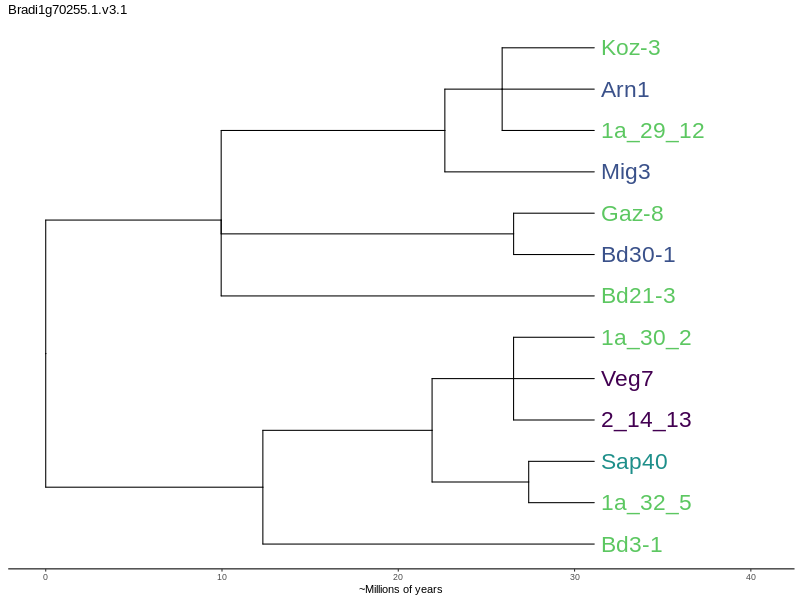 Bradi1g70255.1.v3.1
Koz-3
Arn1
1a_29_12
Mig3
Gaz-8
Bd30-1
Bd21-3
1a_30_2
Veg7
2_14_13
Sap40
1a_32_5
Bd3-1
0 10 20 30 40
~Millions of years